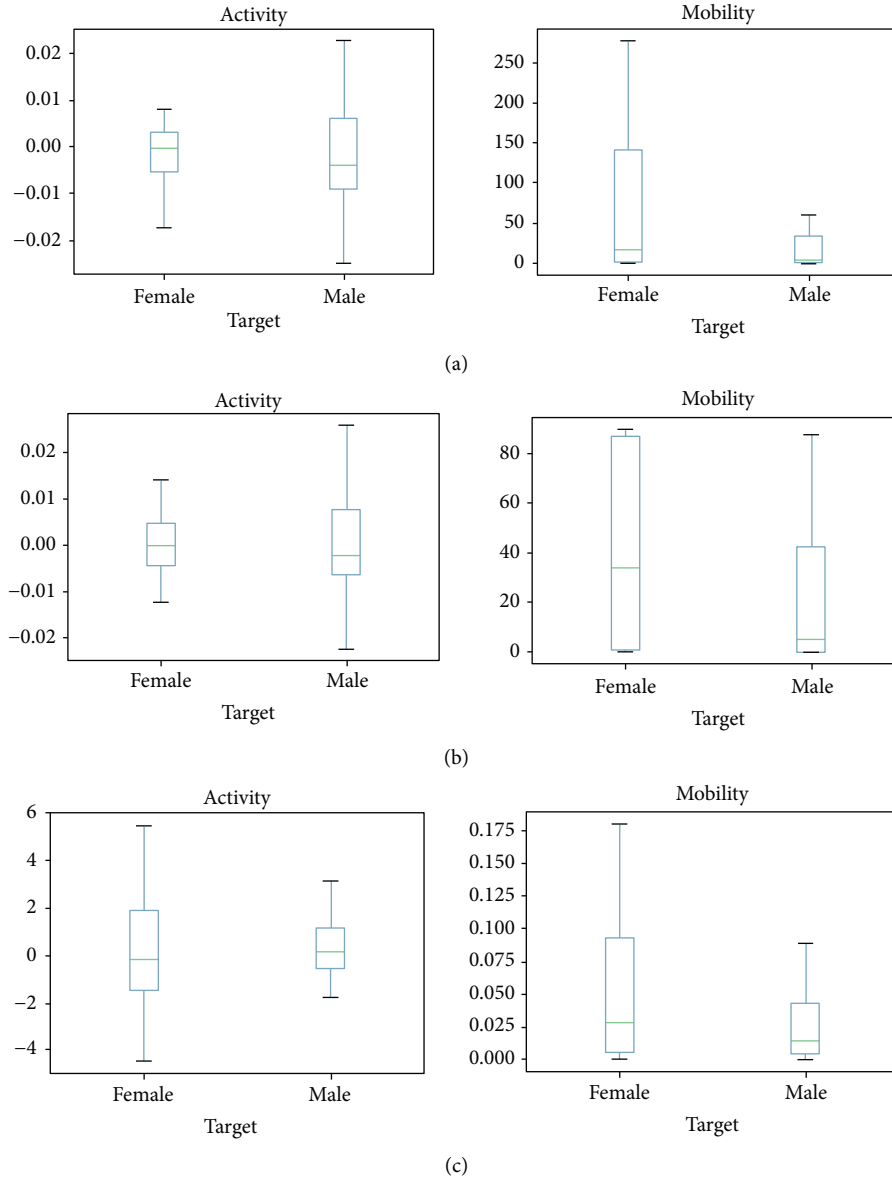 Activity
0.02
0.01
0.00
−0.01
−0.02
Female Male
Target
Mobility
250
200
150
100
50
0
Female Male
Target
(a)
Activity
0.02
0.01
0.00
−0.01
−0.02
Female Male
Target
Mobility
80
60
40
20
0
Female Male
Target
(b)
Activity
6
4
2
0
−2
−4
Female Male
Target
Mobility
0.175
0.150
0.125
0.100
0.075
0.050
0.025
0.000
Female Male
Target
(c)